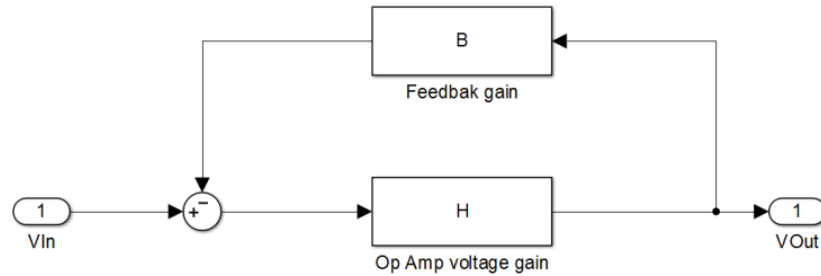 B
Feedbak gain
1
VIn
+
−
H
Op Amp voltage gain
1
VOut